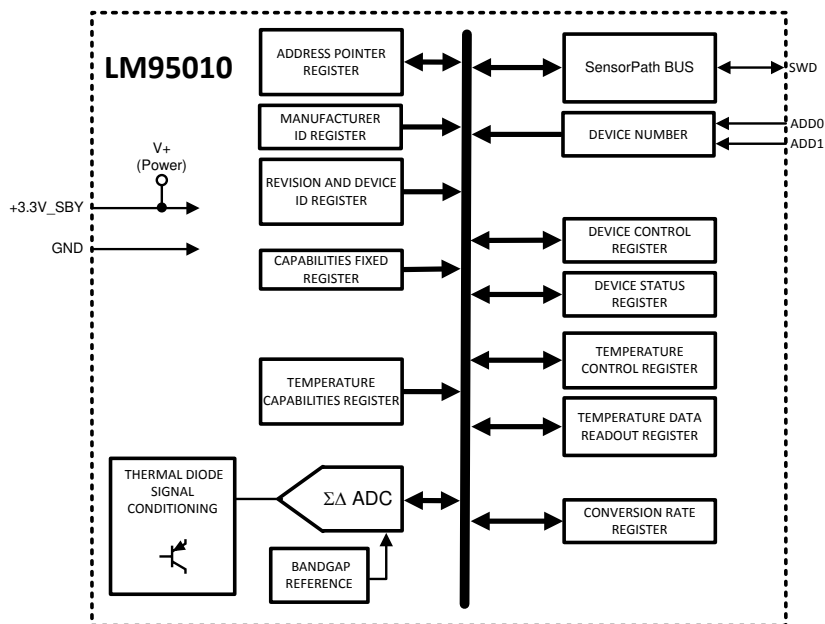 LM95010
ADDRESS POINTER
REGISTER
MANUFACTURER
ID REGISTER
V+
(Power)
REVISION AND DEVICE
ID REGISTER
+3.3V_SBY
GND
CAPABILITIES FIXED
REGISTER
TEMPERATURE
CAPABILITIES REGISTER
THERMAL DIODE
SIGNAL
CONDITIONING
ΣΔ ADC
BANDGAP
REFERENCE
SensorPath BUS
SWD
DEVICE NUMBER
ADD0
ADD1
DEVICE CONTROL
REGISTER
DEVICE STATUS
REGISTER
TEMPERATURE
CONTROL REGISTER
TEMPERATURE DATA
READOUT REGISTER
CONVERSION RATE
REGISTER